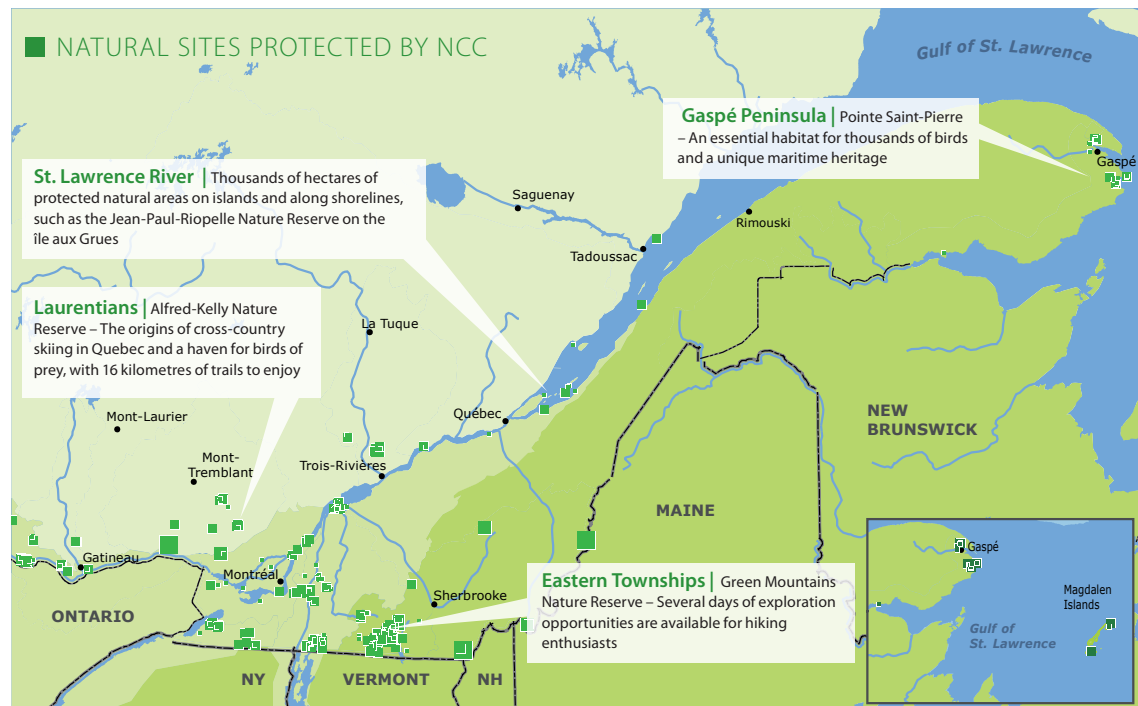 NATURAL SITES PROTECTED BY NCC
Gulf of St. Lawrence
Gaspé Peninsula | Pointe Saint-Pierre
– An essential habitat for thousands of birds
and a unique maritime heritage
Gaspé
St. Lawrence River | Thousands of hectares of
protected natural areas on islands and along shorelines,
such as the Jean-Paul-Riopelle Nature Reserve on the
île aux Grues
Saguenay
Rimouski
Tadoussac
Laurentians | Alfred-Kelly Nature
Reserve – The origins of cross-country
skiing in Quebec and a haven for birds of
prey, with 16 kilometres of trails to enjoy
La Tuque
Mont-Laurier
Québec
NEW
BRUNSWICK
Mont-
Tremblant
Trois-Rivières
MAINE
Gatineau
Montréal
Sherbrooke
ONTARIO
Eastern Townships | Green Mountains
Nature Reserve – Several days of exploration
opportunities are available for hiking
enthusiasts
NY
VERMONT
NH
Gaspé
Magdalen
Islands
Gulf of
St. Lawrence